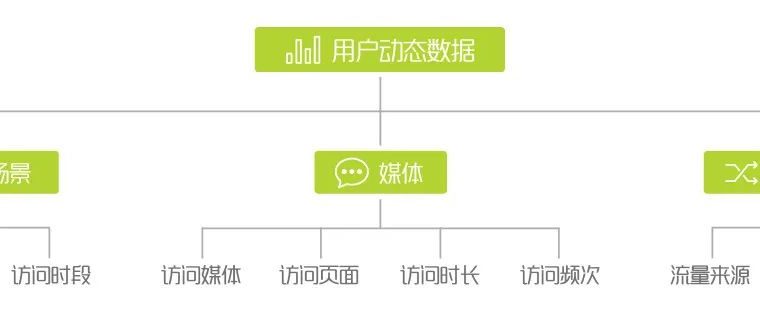 用户动态数据
场景
媒体
访问时段
访问媒体
访问页面
访问时长
访问频次
流量来源